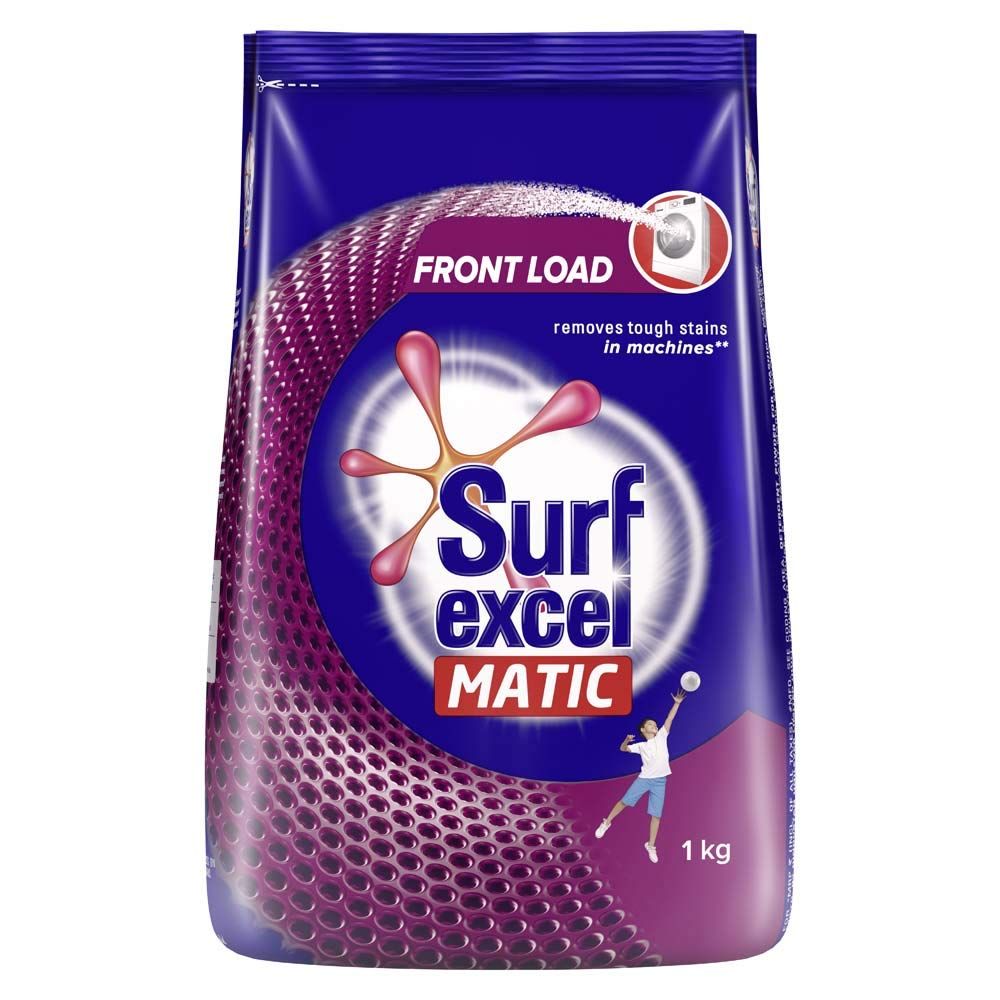 FRONT LOAD
removes tough stains
in machines**
Surf
excel
MATIC
1 kg